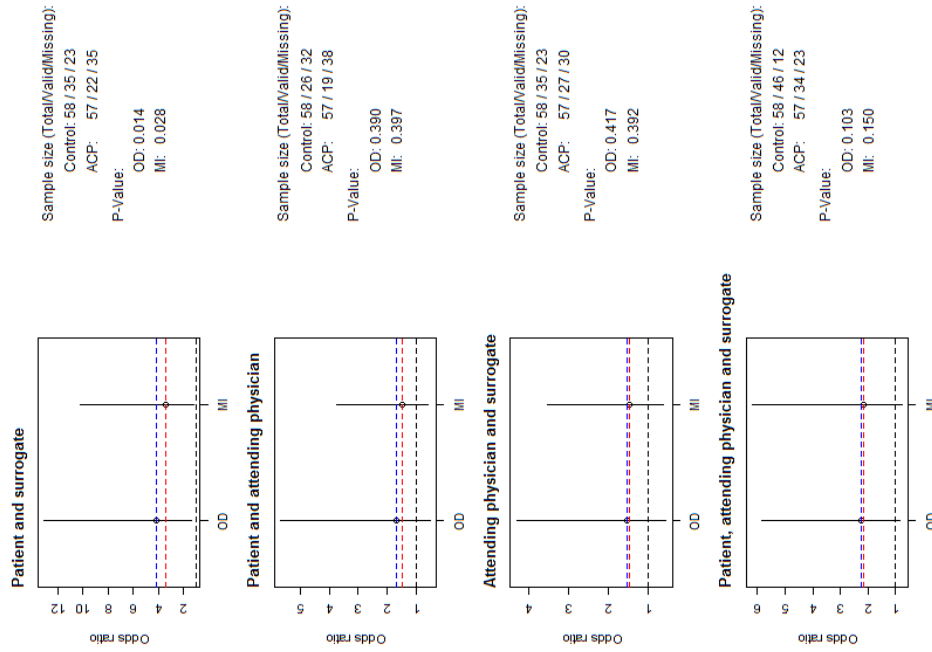 Patient and surrogate
Odds ratio
2 4 6 8 10 12
OD MI
Sample size (Total/Valid/Missing):
Control: 58 / 35 / 23
ACP: 57 / 22 / 35
P-Value:
OD: 0.014
MI: 0.028
Patient and attending physician
Odds ratio
1 2 3 4 5
OD MI
Sample size (Total/Valid/Missing):
Control: 58 / 26 / 32
ACP: 57 / 19 / 38
P-Value:
OD: 0.390
MI: 0.397
Attending physician and surrogate
Odds ratio
1 2 3 4
OD MI
Sample size (Total/Valid/Missing):
Control: 58 / 35 / 23
ACP: 57 / 27 / 30
P-Value:
OD: 0.417
MI: 0.392
Patient, attending physician and surrogate
Odds ratio
1 2 3 4 5 6
OD MI
Sample size (Total/Valid/Missing):
Control: 58 / 46 / 12
ACP: 57 / 34 / 23
P-Value:
OD: 0.103
MI: 0.150